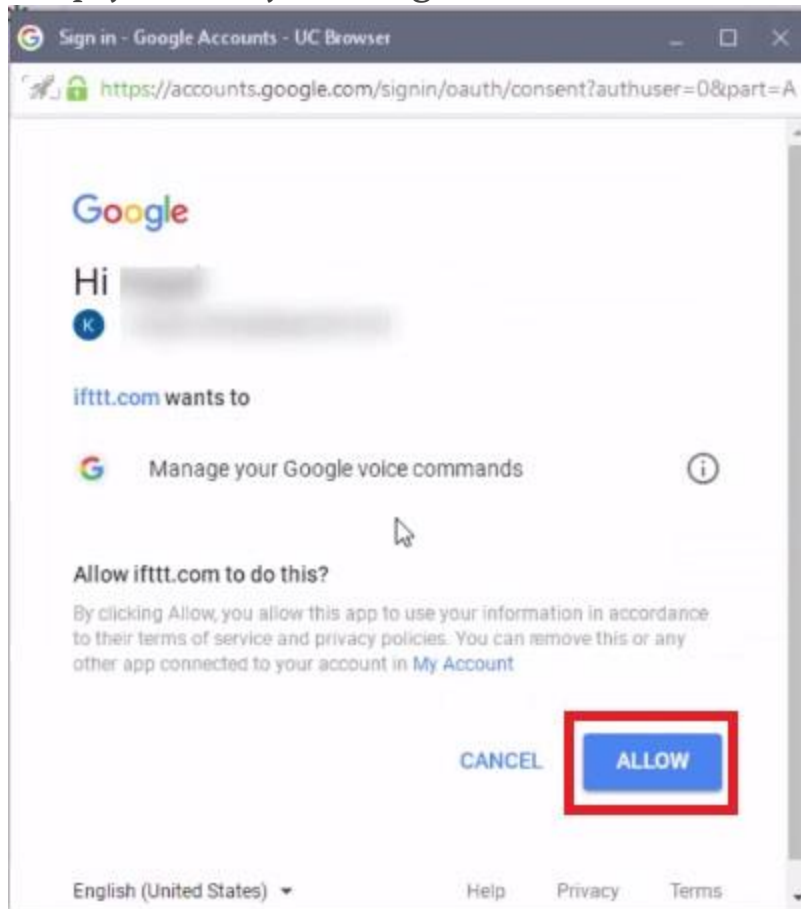 Sign in - Google Accounts - UC Browser
https://accounts.google.com/signin/oauth/consent?authuser=0&part=A
Google
Hi
K
ifttt.com wants to
G Manage your Google voice commands
Allow ifttt.com to do this?
By clicking Allow, you allow this app to use your information in accordance
to their terms of service and privacy policies. You can remove this or any
other app connected to your account in My Account
CANCEL ALLOW
English (United States) Help Privacy Terms